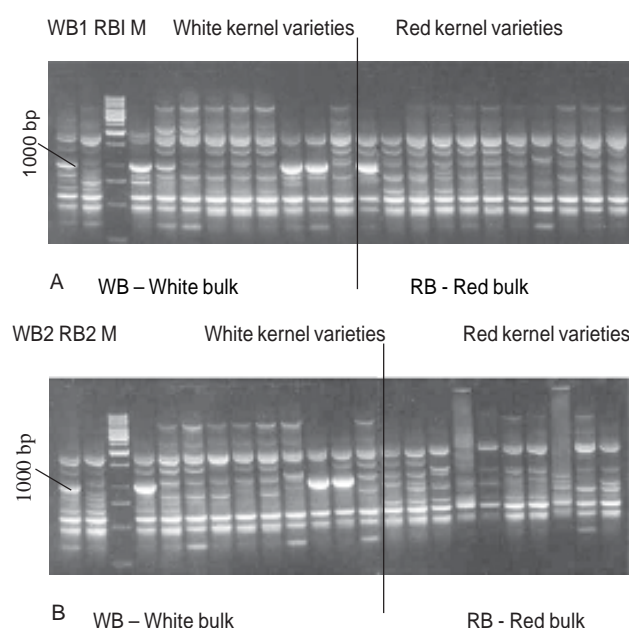 WB1 RBI M White kernel varieties Red kernel varieties
1000 bp
A
WB – White bulk RB - Red bulk
WB2 RB2 M White kernel varieties Red kernel varieties
1000 bp
B
WB – White bulk RB - Red bulk